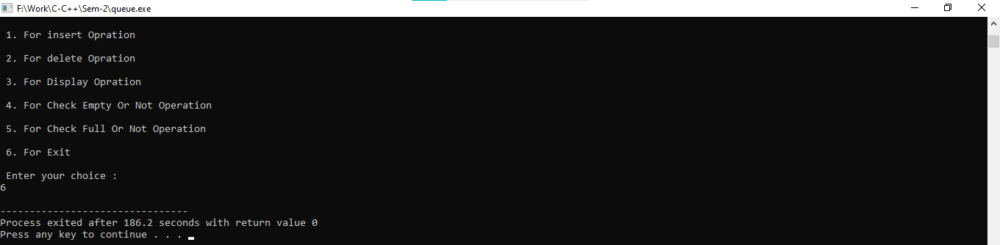 F:\Work\C-C++\Sem-2\queue.exe
1. For insert Opration
2. For delete Opration
3. For Display Opration
4. For Check Empty Or Not Operation
5. For Check Full Or Not Operation
6. For Exit
Enter your choice :
6
--------------------------------
Process exited after 186.2 seconds with return value 0
Press any key to continue . . .